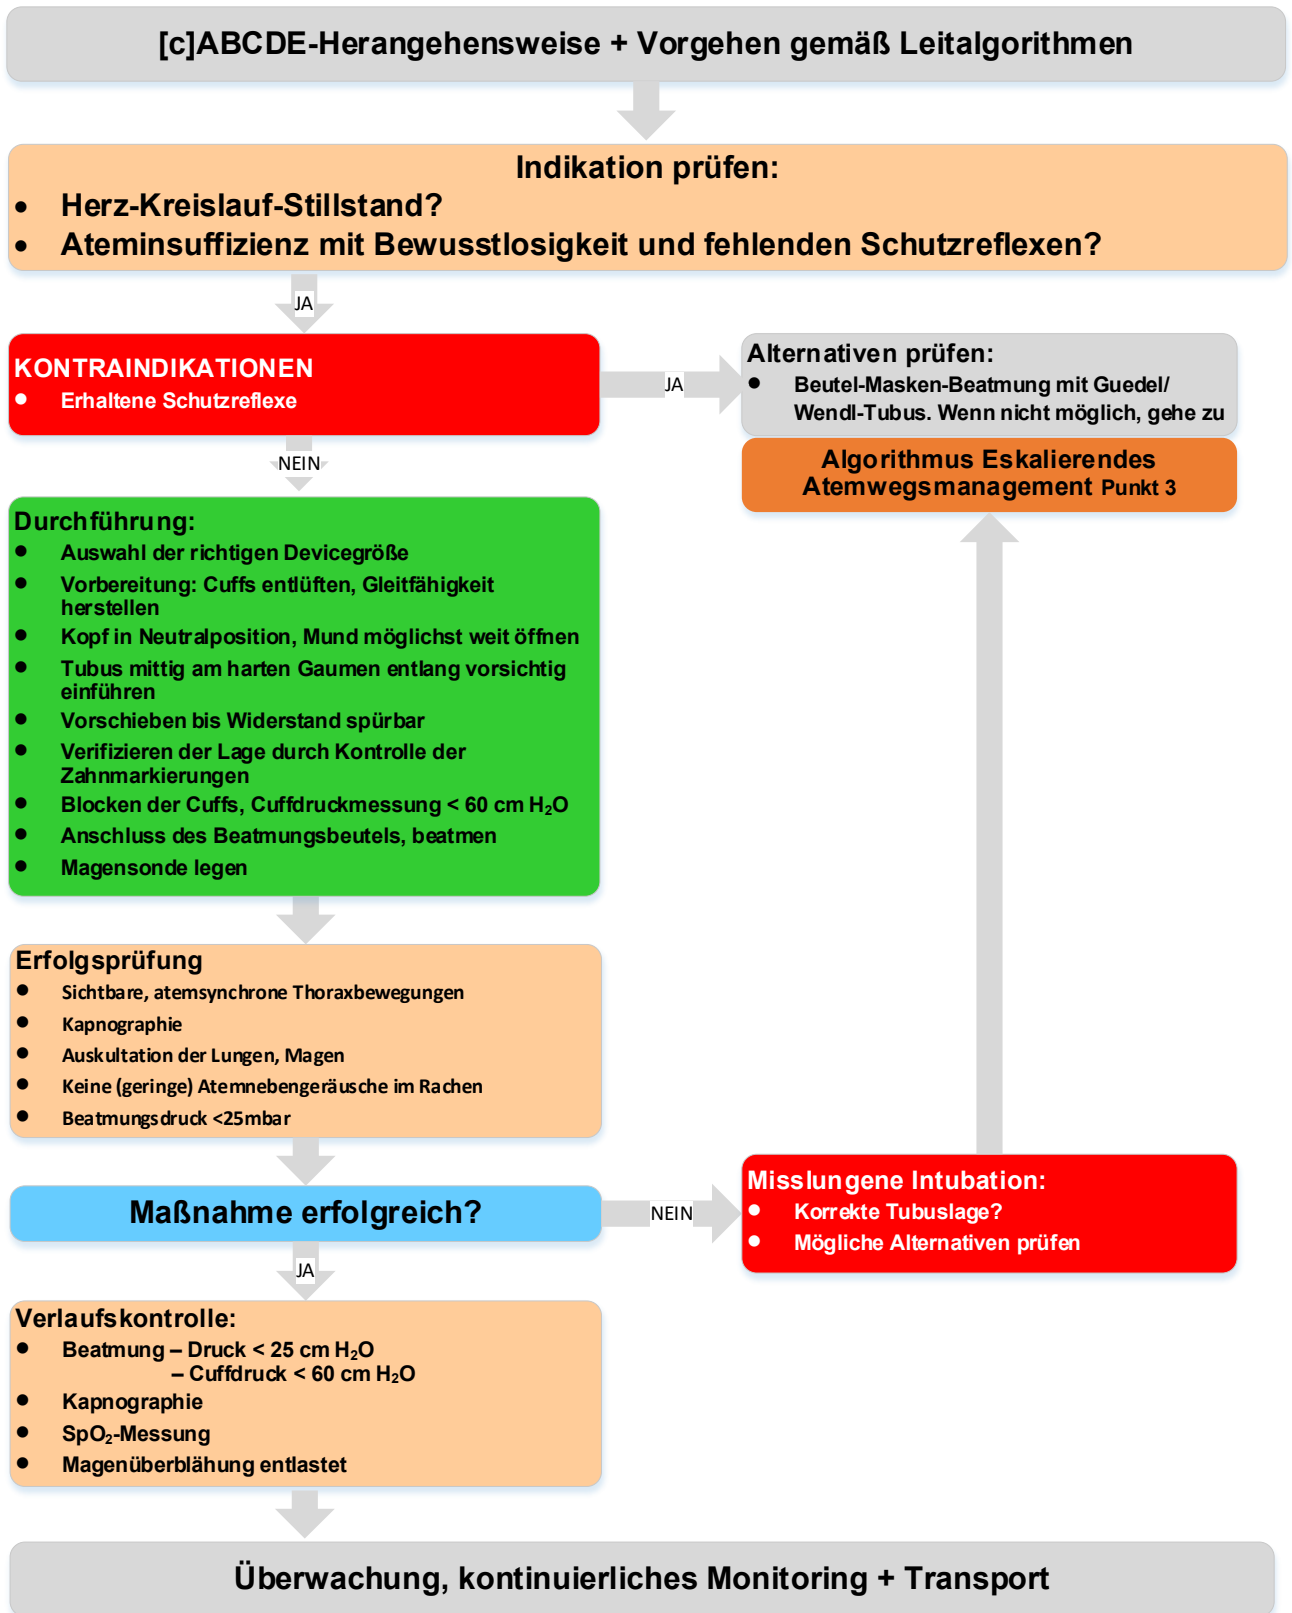 [c]ABCDE-Herangehensweise + Vorgehen gemäß Leitalgorithmen
Indikation prüfen:
• Herz-Kreislauf-Stillstand?
• Ateminsuffizienz mit Bewusstlosigkeit und fehlenden Schutzreflexen?
JA
KONTRAINDIKATIONEN
• Erhaltene Schutzreflexe
JA
Alternativen prüfen:
• Beutel-Masken-Beatmung mit Guedel/
Wendl-Tubus. Wenn nicht möglich, gehe zu
Algorithmus Eskalierendes
Atemwegsmanagement Punkt 3
NEIN
Durchführung:
• Auswahl der richtigen Devicegröße
• Vorbereitung: Cuffs entlüften, Gleitfähigkeit
herstellen
• Kopf in Neutralposition, Mund möglichst weit öffnen
• Tubus mittig am harten Gaumen entlang vorsichtig
einführen
• Vorschieben bis Widerstand spürbar
• Verifizieren der Lage durch Kontrolle der
Zahnmarkierungen
• Blocken der Cuffs, Cuffdruckmessung < 60 cm H₂O
• Anschluss des Beatmungsbeutels, beatmen
• Magensonde legen
Erfolgsprüfung
• Sichtbare, atemsynchrone Thoraxbewegungen
• Kapnographie
• Auskultation der Lungen, Magen
• Keine (geringe) Atemnebengeräusche im Rachen
• Beatmungsdruck <25mbar
Maßnahme erfolgreich?
NEIN
Misslungene Intubation:
• Korrekte Tubuslage?
• Mögliche Alternativen prüfen
JA
Verlaufskontrolle:
• Beatmung – Druck < 25 cm H₂O
– Cuffdruck < 60 cm H₂O
• Kapnographie
• SpO₂-Messung
• Magenüberblähung entlastet
Überwachung, kontinuierliches Monitoring + Transport